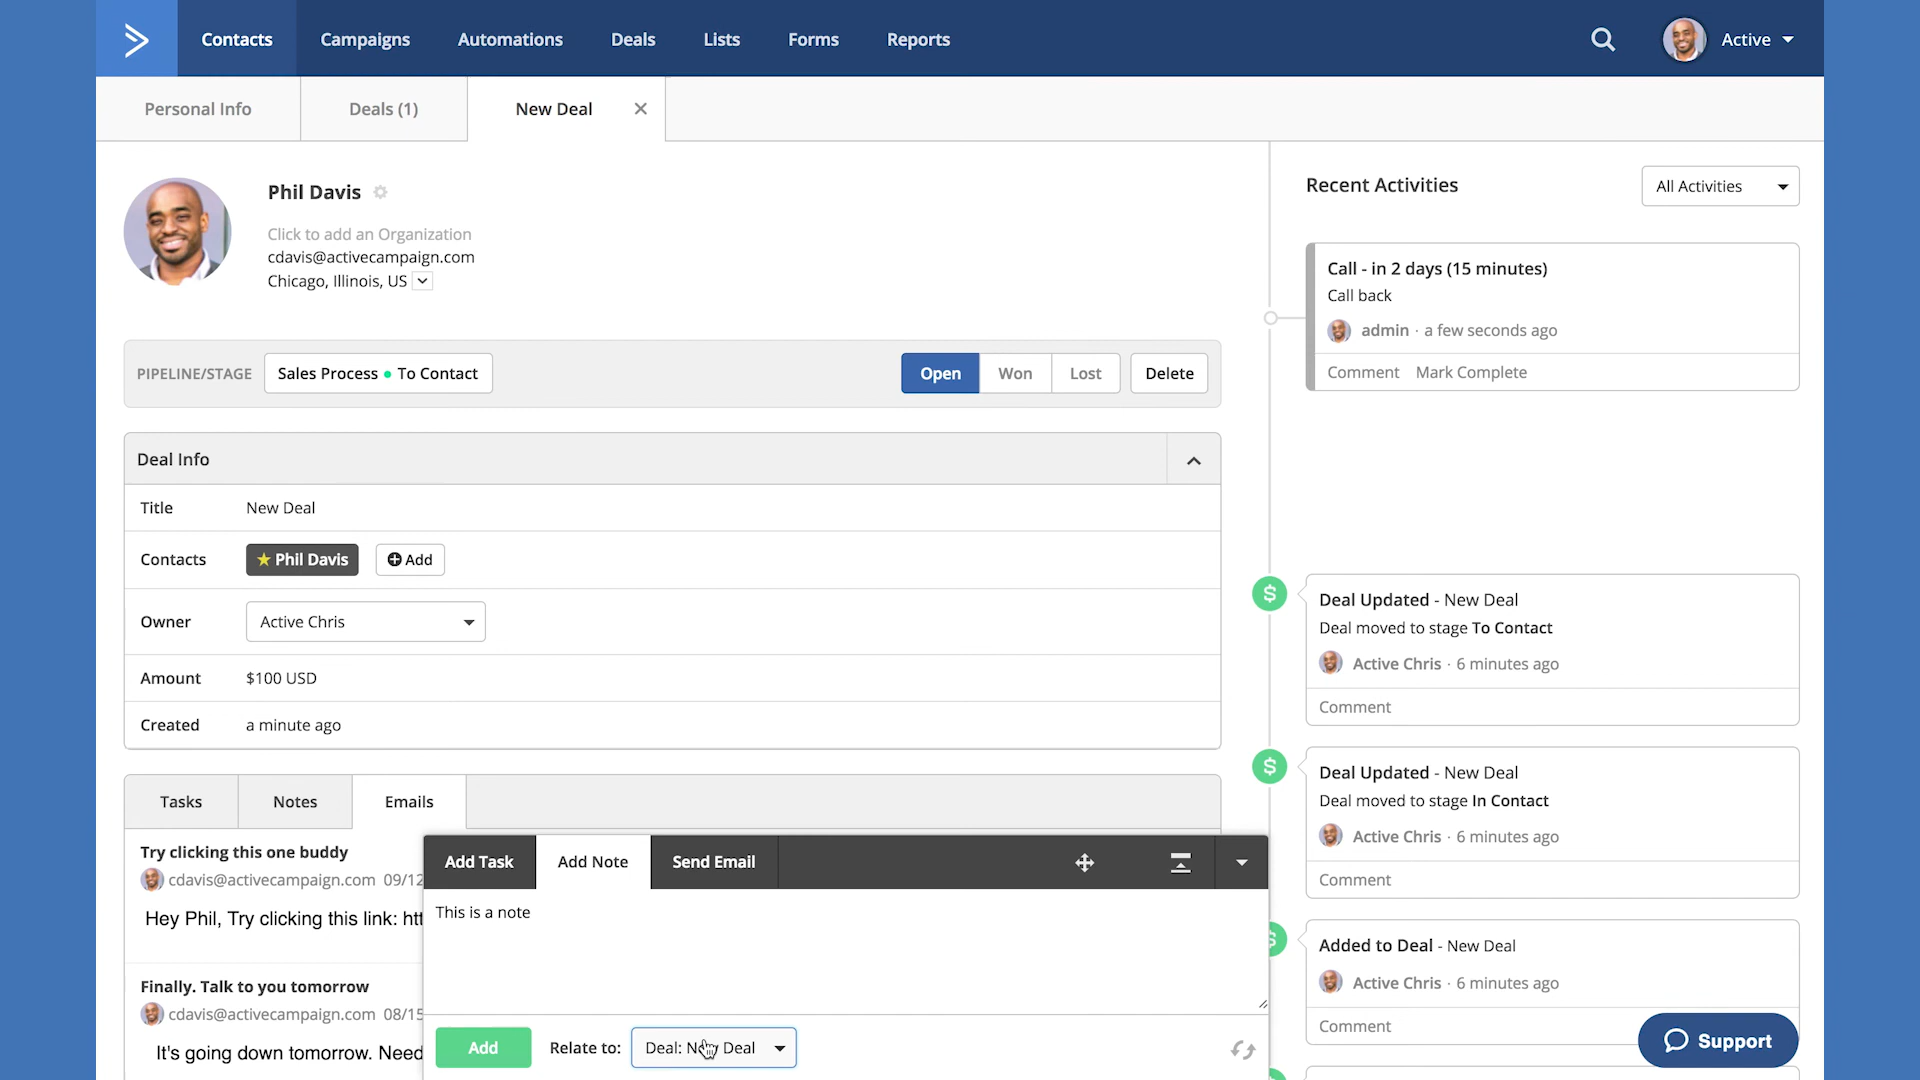 Contacts
Campaigns
Automations
Deals
Lists
Forms
Reports
Active
Personal Info
Deals (1)
New Deal
Phil Davis
Click to add an Organization
cdavis@activecampaign.com
Chicago, Illinois, US
PIPELINE/STAGE
Sales Process • To Contact
Open
Won
Lost
Delete
Deal Info
Title New Deal
Contacts Phil Davis Add
Owner Active Chris
Amount $100 USD
Created a minute ago
Tasks
Notes
Emails
Try clicking this one buddy
cdavis@activecampaign.com 09/12
Hey Phil, Try clicking this link: htt
Finally. Talk to you tomorrow
cdavis@activecampaign.com 08/15
It's going down tomorrow. Need
Add Task
Add Note
Send Email
This is a note
Add
Relate to:
Deal: New Deal
Recent Activities
All Activities
Call - in 2 days (15 minutes)
Call back
admin · a few seconds ago
Comment Mark Complete
Deal Updated - New Deal
Deal moved to stage To Contact
Active Chris · 6 minutes ago
Comment
Deal Updated - New Deal
Deal moved to stage In Contact
Active Chris · 6 minutes ago
Comment
Added to Deal - New Deal
Active Chris · 6 minutes ago
Comment
Support